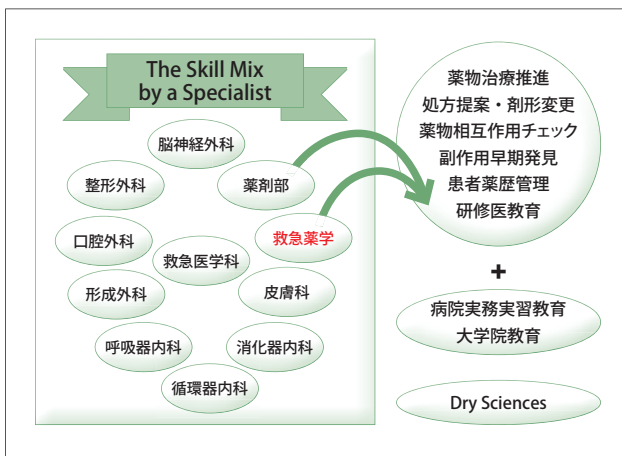 The Skill Mix
by a Specialist
脳神経外科
整形外科
薬剤部
口腔外科
救急薬学
救急医学科
形成外科
皮膚科
呼吸器内科
消化器内科
循環器内科
薬物治療推進
処方提案・剤形変更
薬物相互作用チェック
副作用早期発見
患者薬歴管理
研修医教育
+
病院実務実習教育
大学院教育
Dry Sciences